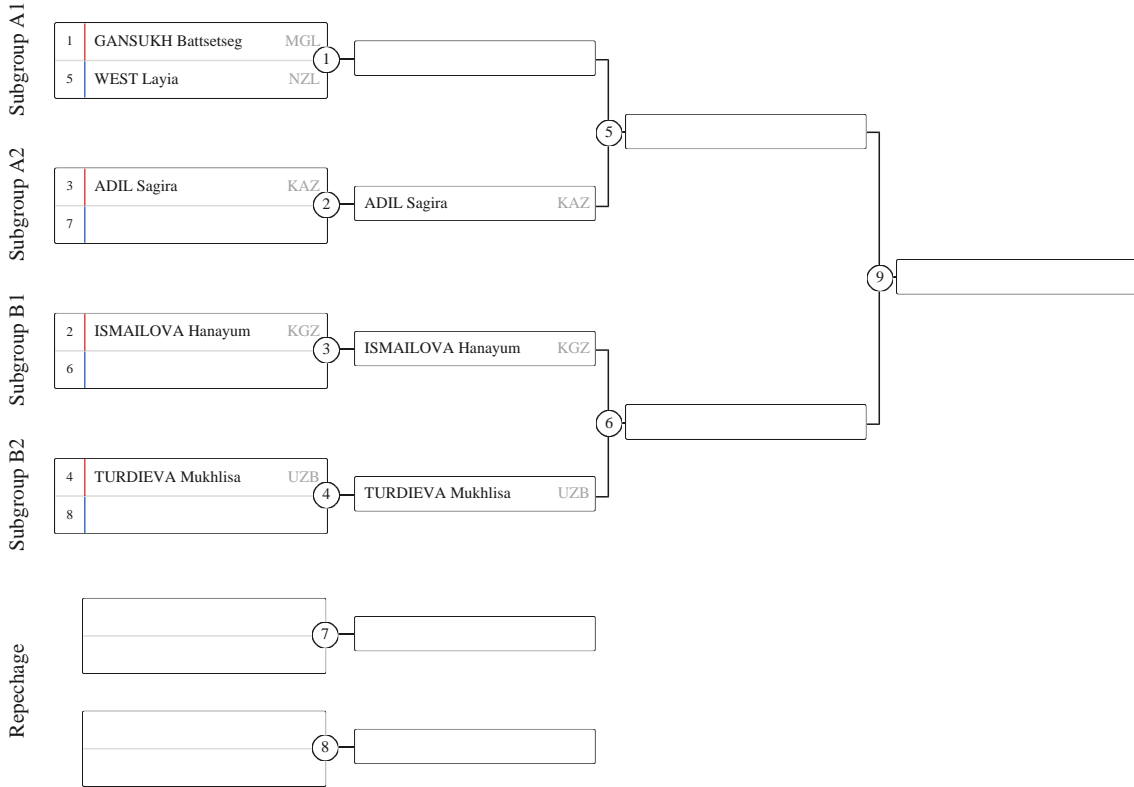 Subgroup A1
1 GANSUKH Battsetseg MGL
5 WEST Layia NZL
1
5
Subgroup A2
3 ADIL Sagira KAZ
7
2
ADIL Sagira KAZ
9
Subgroup B1
2 ISMAILOVA Hanayum KGZ
6
3
ISMAILOVA Hanayum KGZ
6
Subgroup B2
4 TURDIEVA Mukhlisa UZB
8
4
TURDIEVA Mukhlisa UZB
Repechage
7
8